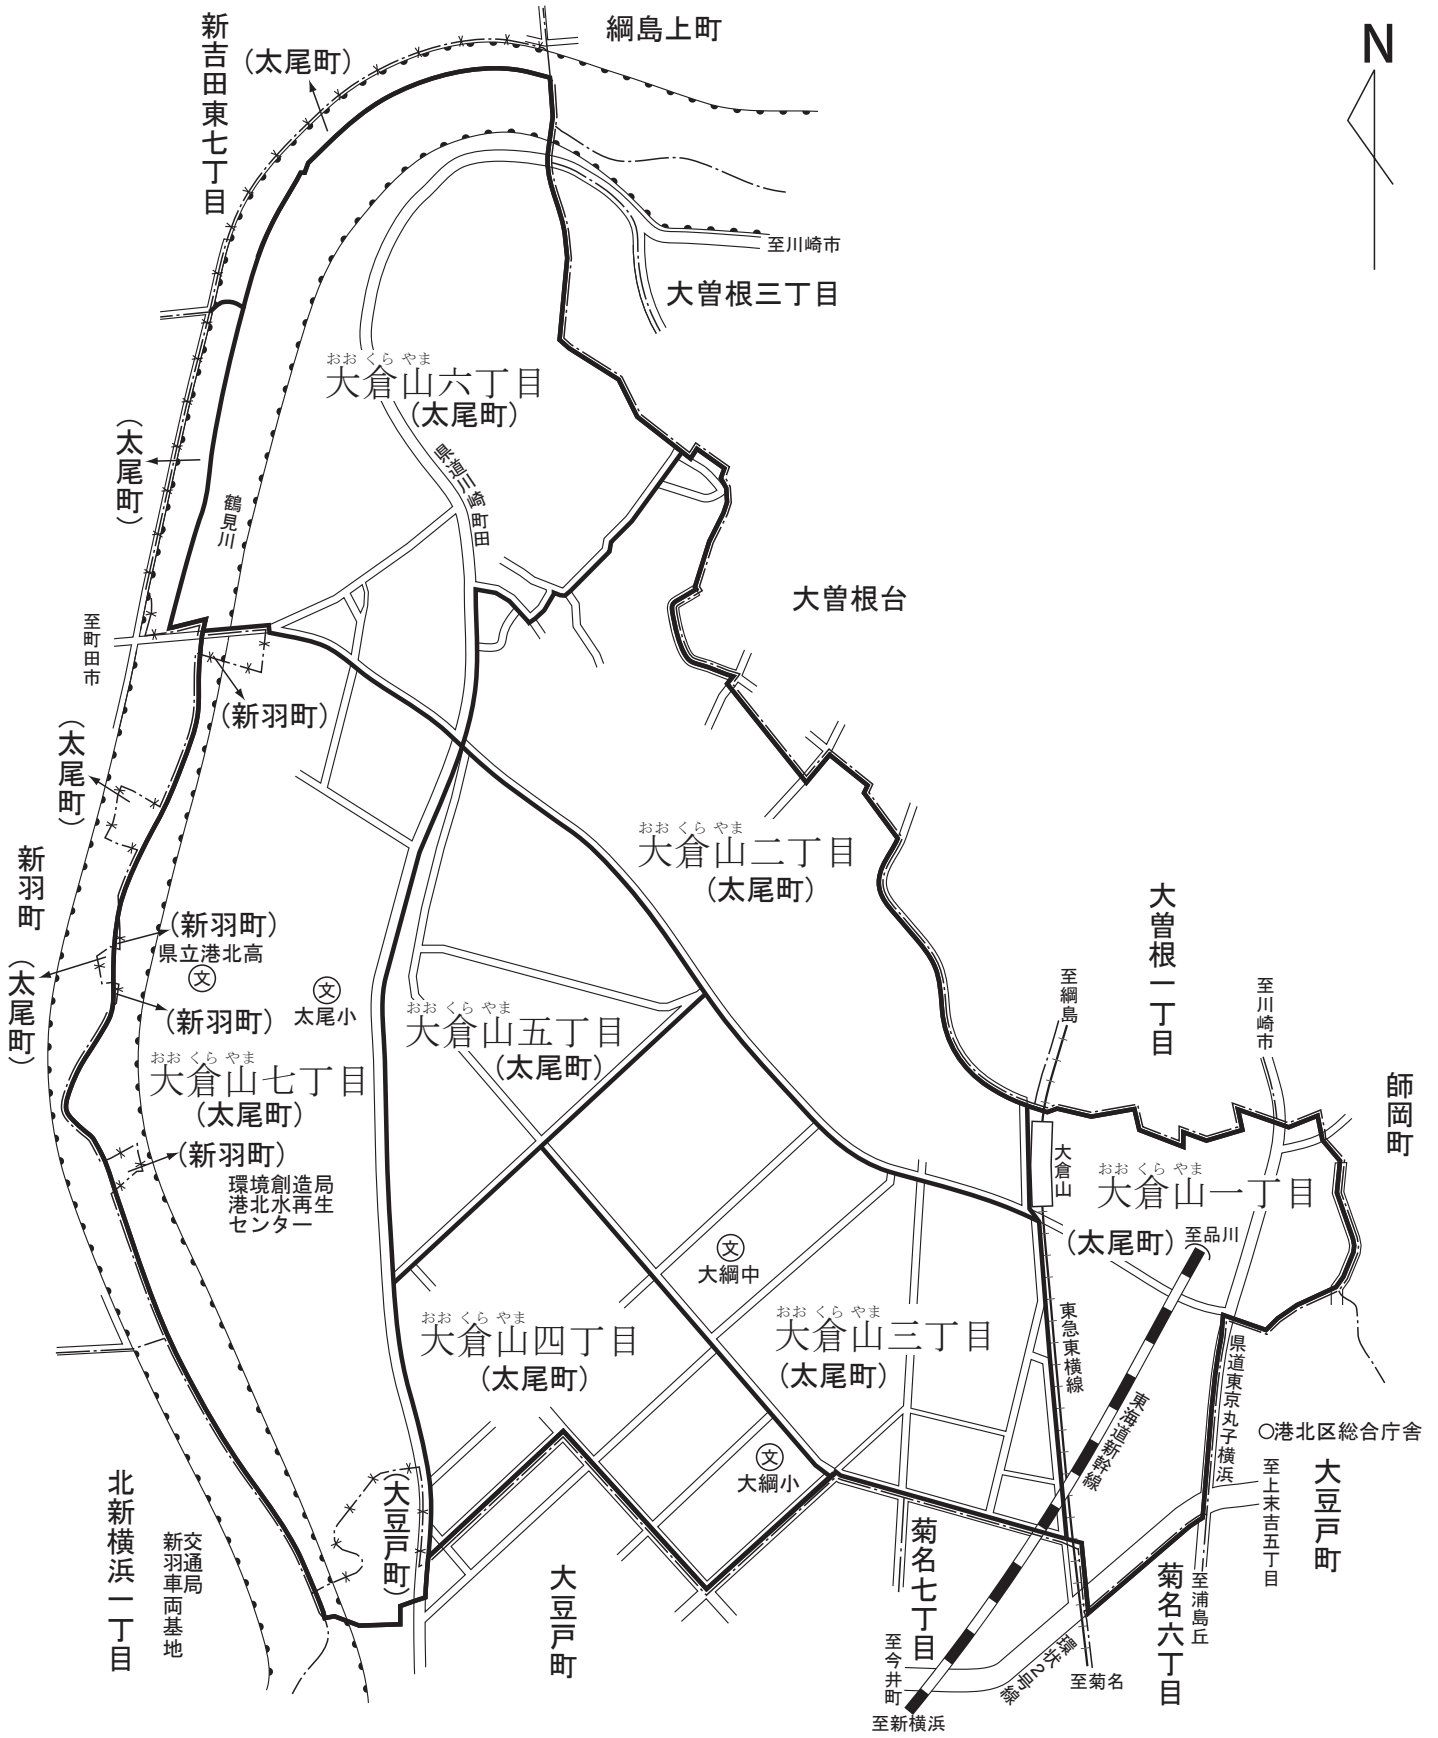 綱島上町
N
新吉田東七丁目
(太尾町)
至川崎市
大曽根三丁目
おお くら やま
大倉山六丁目
(太尾町)
(太尾町)
県道川崎町田
鶴見川
大曽根台
至町田市
(新羽町)
(太尾町)
おお くら やま
大倉山二丁目
(太尾町)
新羽町
(新羽町)
県立港北高
文
(太尾町)
(新羽町)
文
太尾小
おお くら やま
大倉山五丁目
(太尾町)
大曽根一丁目
至綱島
至川崎市
師岡町
おお くら やま
大倉山七丁目
(太尾町)
(新羽町)
環境創造局
港北水再生
センター
大倉山
おお くら やま
大倉山一丁目
(太尾町)
至品川
文
大綱中
おお くら やま
大倉山四丁目
(太尾町)
おお くら やま
大倉山三丁目
(太尾町)
東急東横線
東海道新幹線
県道東京丸子横浜
港北区総合庁舎
文
大綱小
至上末吉五丁目
大豆戸町
(大豆戸町)
北新横浜一丁目
交通局
新羽車両基地
大豆戸町
菊名七丁目
菊名六丁目
至浦島丘
至今井町
環状2号線
至菊名
至新横浜